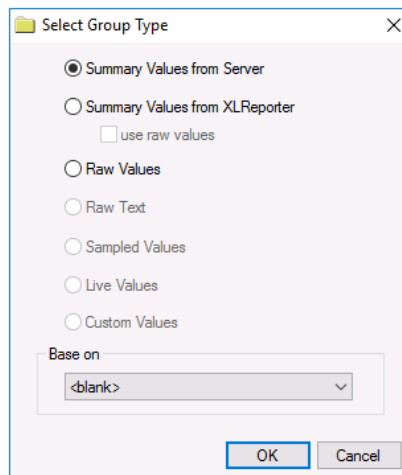 Select Group Type
Summary Values from Server
Summary Values from XLReporter
use raw values
Raw Values
Raw Text
Sampled Values
Live Values
Custom Values
Base on
<blank>
OK Cancel